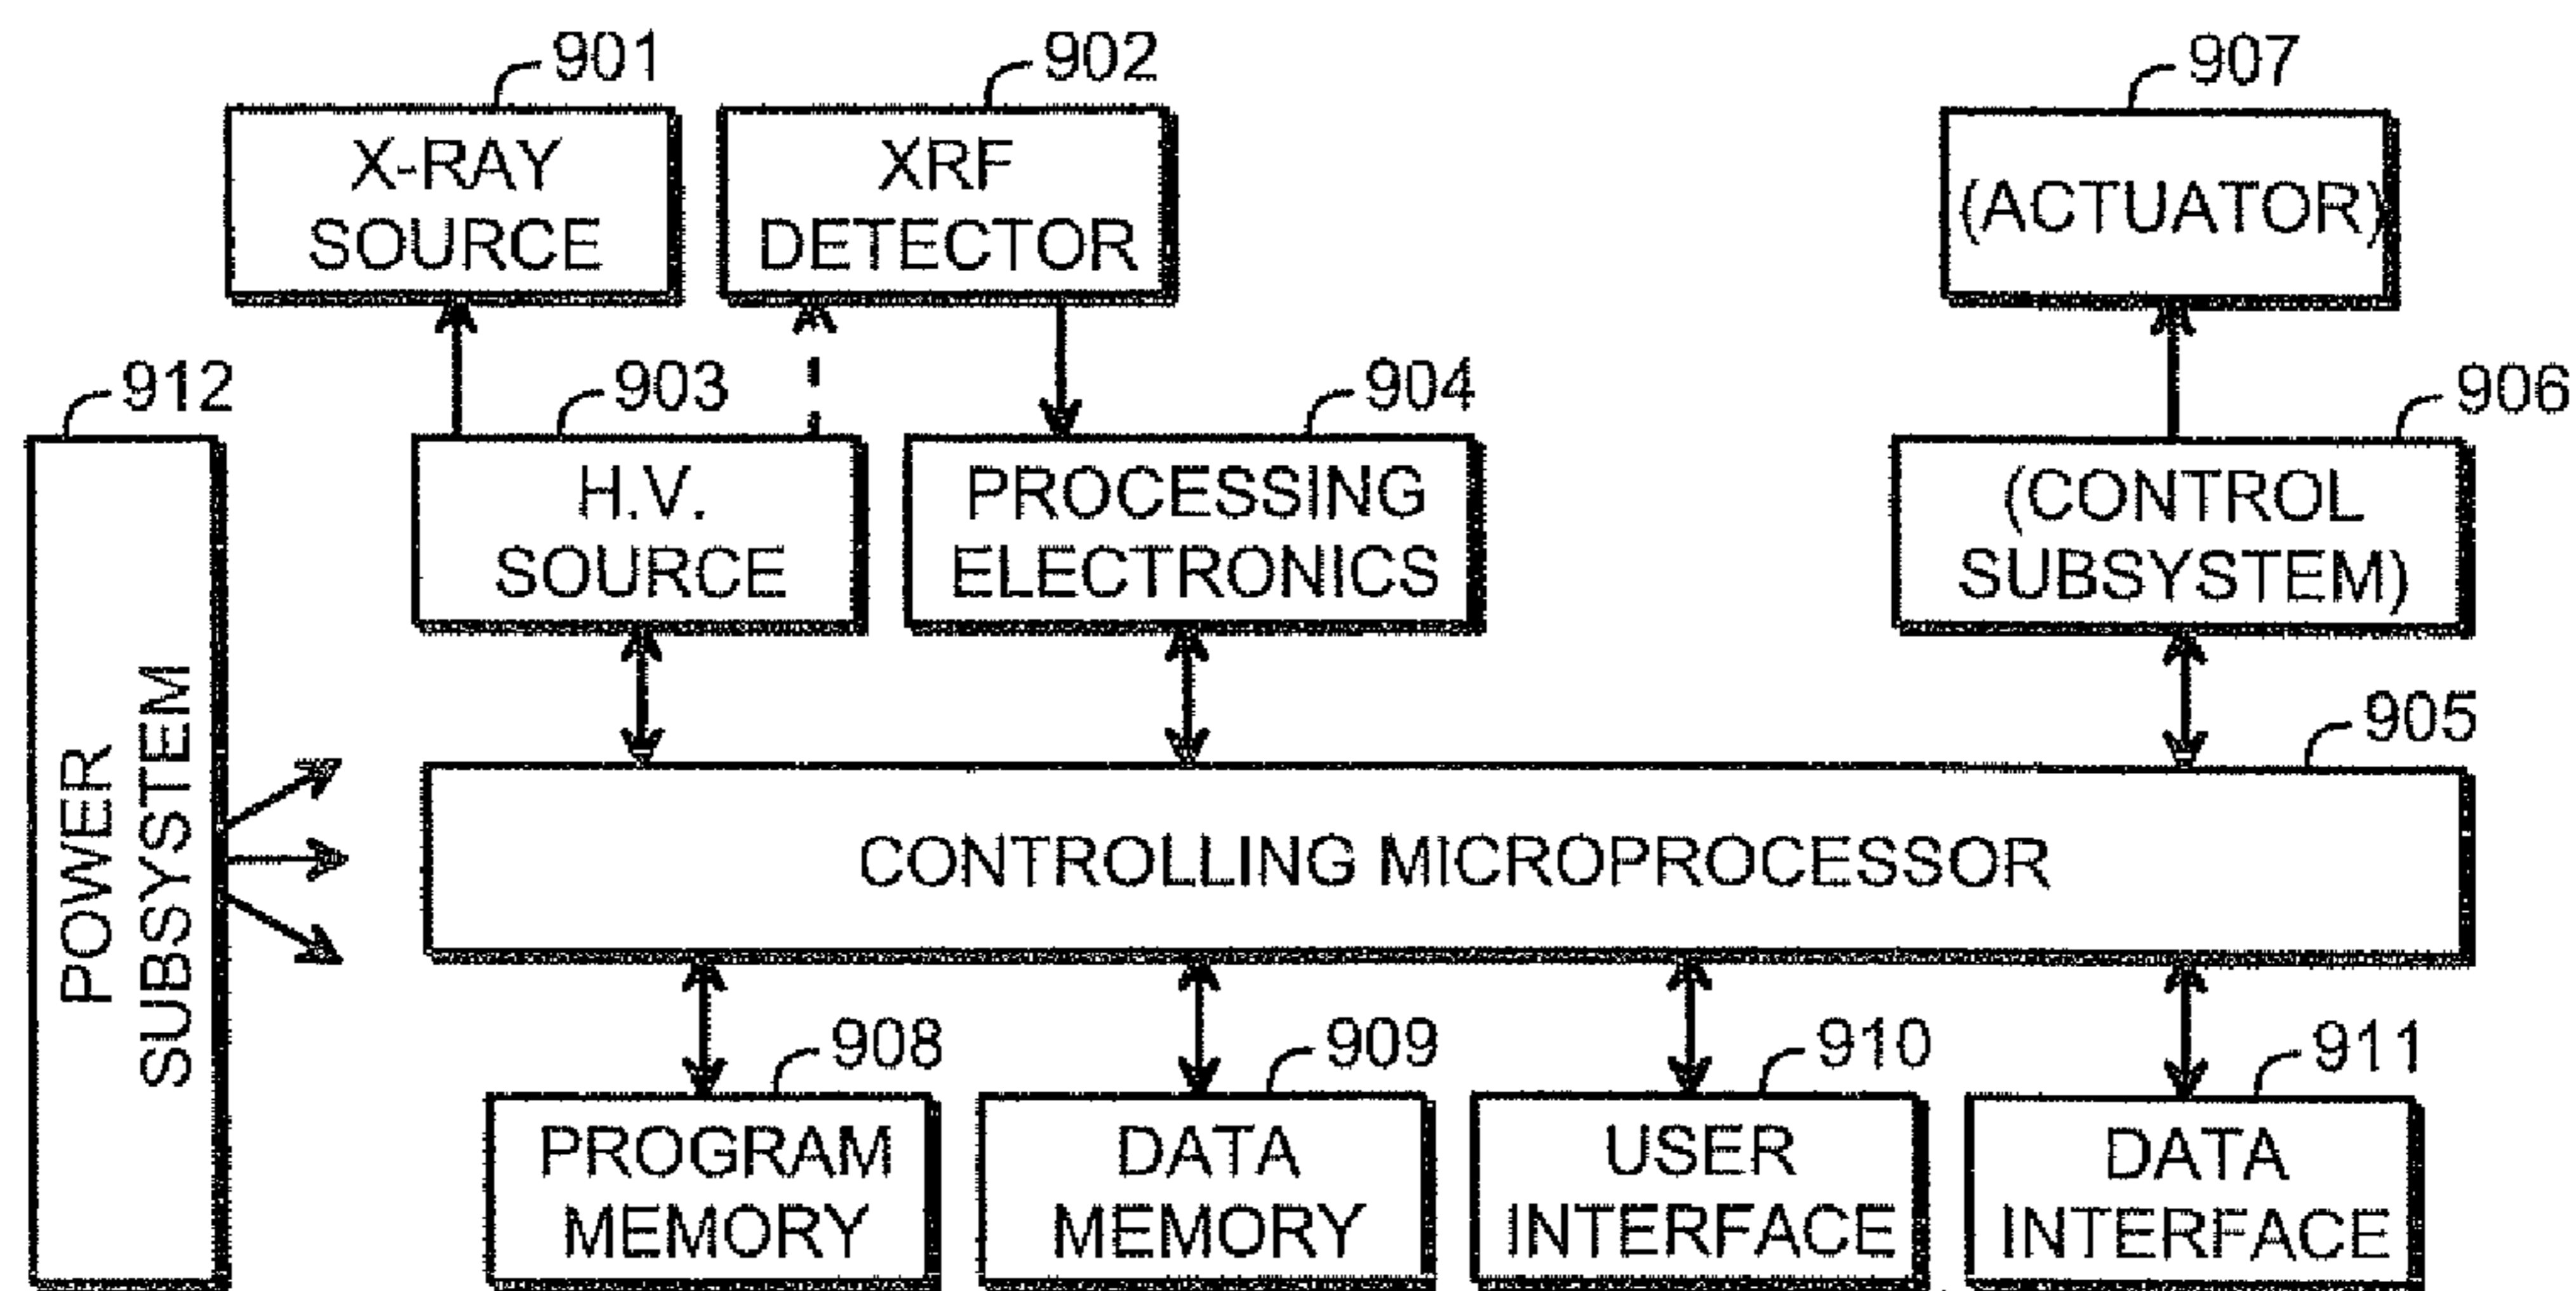 901
902
907
X-RAY
SOURCE
XRF
DETECTOR
(ACTUATOR)
912
903
904
906
H.V.
SOURCE
PROCESSING
ELECTRONICS
(CONTROL
SUBSYSTEM)
POWER
SUBSYSTEM
905
CONTROLLING MICROPROCESSOR
908
909
910
911
PROGRAM
MEMORY
DATA
MEMORY
USER
INTERFACE
DATA
INTERFACE